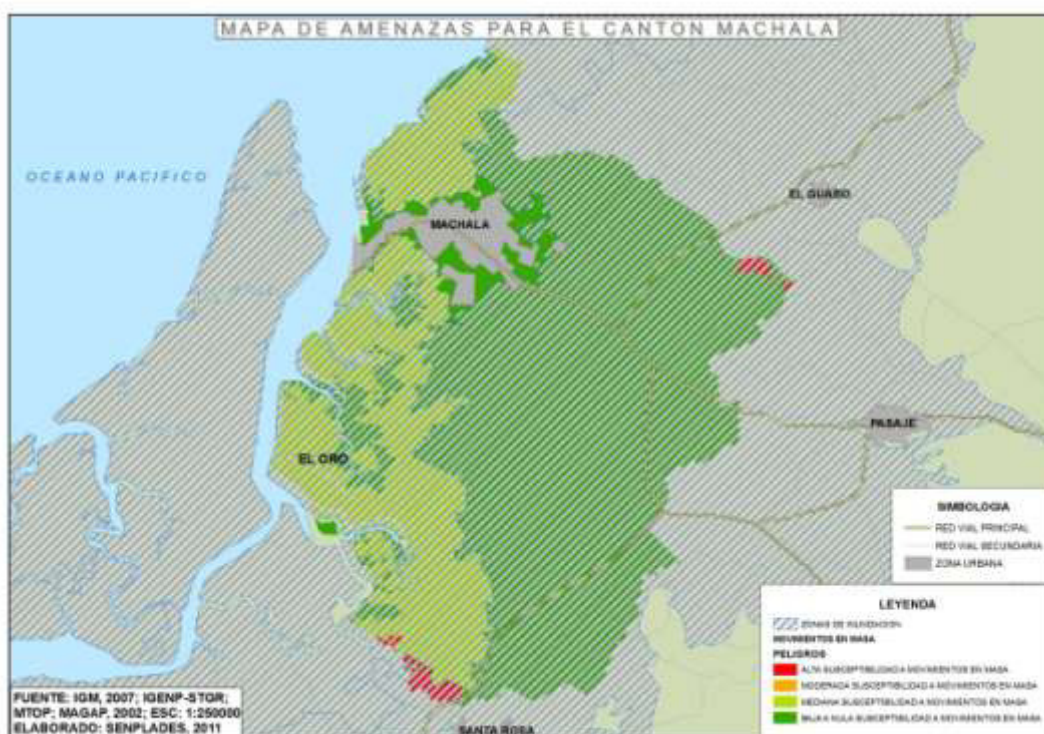 MAPA DE AMENAZAS PARA EL CANTON MACHALA
OCEANO PACIFICO
EL GUABO
MACHALA
PASAJE
EL ORO
SANTA ROSA
SIMBOLOGIA
RED VIAL PRINCIPAL
RED VIAL SECUNDARIA
ZONA URBANA
LEYENDA
ZONAS DE INUNDACION
MOVIMIENTOS EN MASA
PELIGROS
ALTA SUSCEPTIBILIDAD A MOVIMIENTOS EN MASA
MODERADA SUSCEPTIBILIDAD A MOVIMIENTOS EN MASA
MEDIANA SUSCEPTIBILIDAD A MOVIMIENTOS EN MASA
BAJA A NULA SUSCEPTIBILIDAD A MOVIMIENTOS EN MASA
FUENTE: IGM, 2007; IGENP-STGR;
MTOP; MAGAP, 2002; ESC: 1:250000
ELABORADO: SENPLADES, 2011